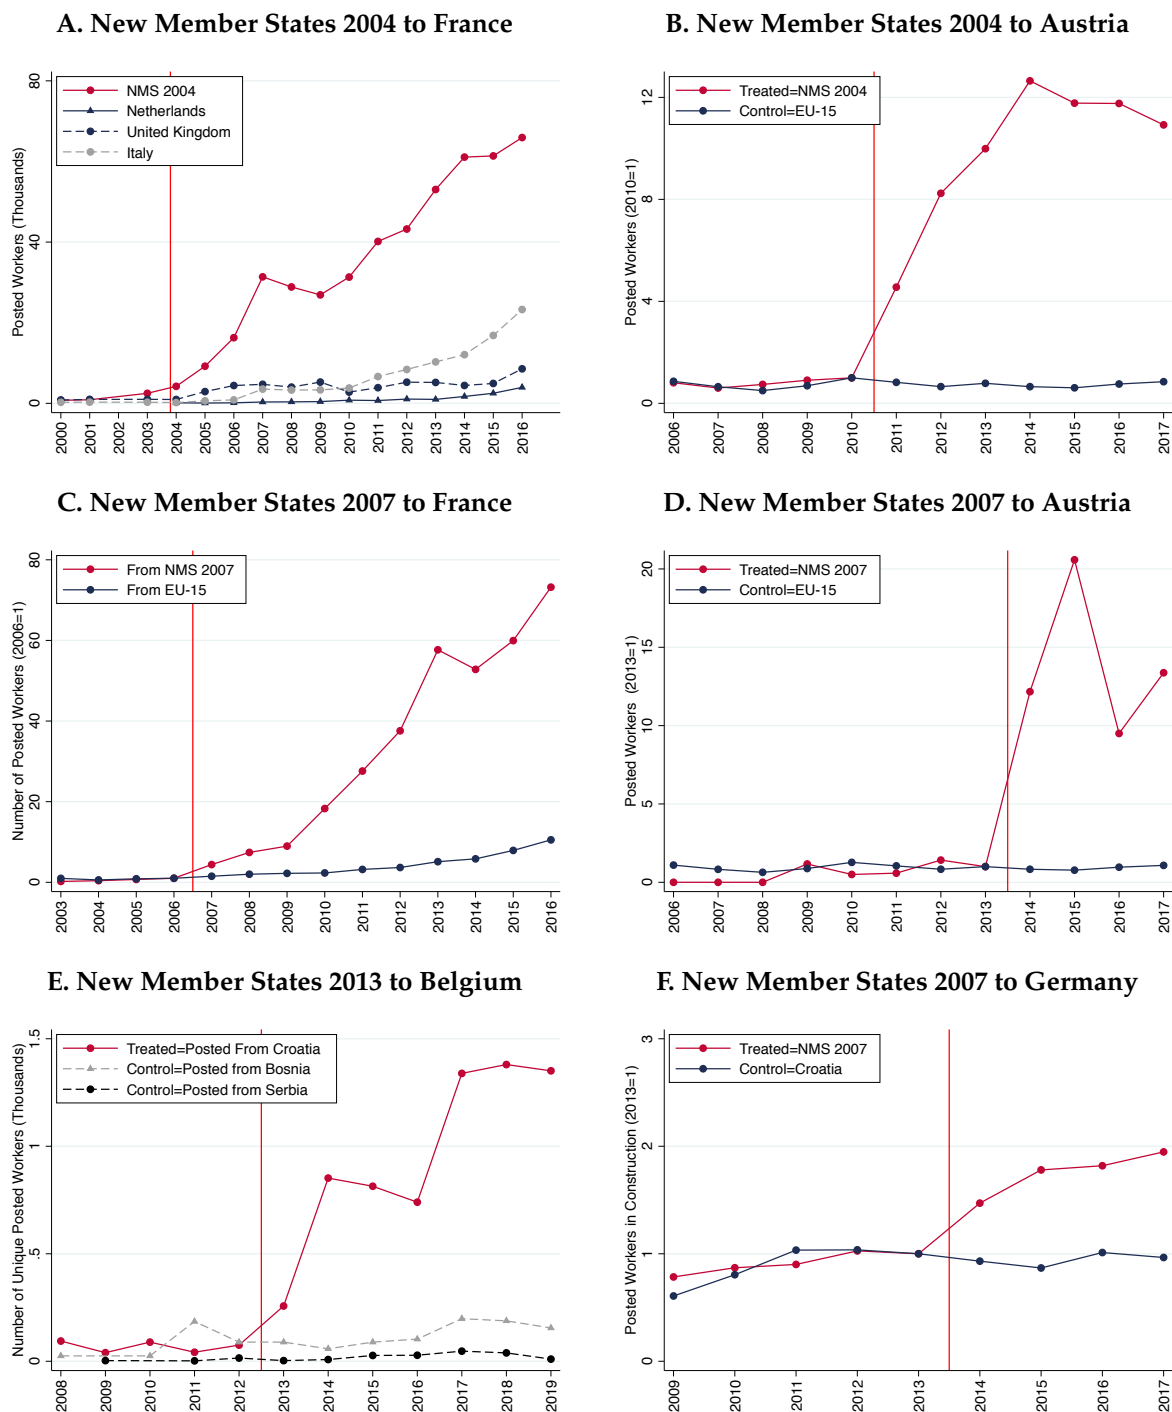 A. New Member States 2004 to France
Posted Workers (Thousands)
80
40
0
NMS 2004
Netherlands
United Kingdom
Italy
2000 2001 2002 2003 2004 2005 2006 2007 2008 2009 2010 2011 2012 2013 2014 2015 2016
B. New Member States 2004 to Austria
Posted Workers (2010=1)
12
8
4
0
Treated=NMS 2004
Control=EU-15
2006 2007 2008 2009 2010 2011 2012 2013 2014 2015 2016 2017
C. New Member States 2007 to France
Number of Posted Workers (2006=1)
80
60
40
20
0
From NMS 2007
From EU-15
2003 2004 2005 2006 2007 2008 2009 2010 2011 2012 2013 2014 2015 2016
D. New Member States 2007 to Austria
Posted Workers (2013=1)
20
15
10
5
0
Treated=NMS 2007
Control=EU-15
2006 2007 2008 2009 2010 2011 2012 2013 2014 2015 2016 2017
E. New Member States 2013 to Belgium
Number of Unique Posted Workers (Thousands)
1.5
1
.5
0
Treated=Posted From Croatia
Control=Posted from Bosnia
Control=Posted from Serbia
2008 2009 2010 2011 2012 2013 2014 2015 2016 2017 2018 2019
F. New Member States 2007 to Germany
Posted Workers in Construction (2013=1)
3
2
1
0
Treated=NMS 2007
Control=Croatia
2009 2010 2011 2012 2013 2014 2015 2016 2017